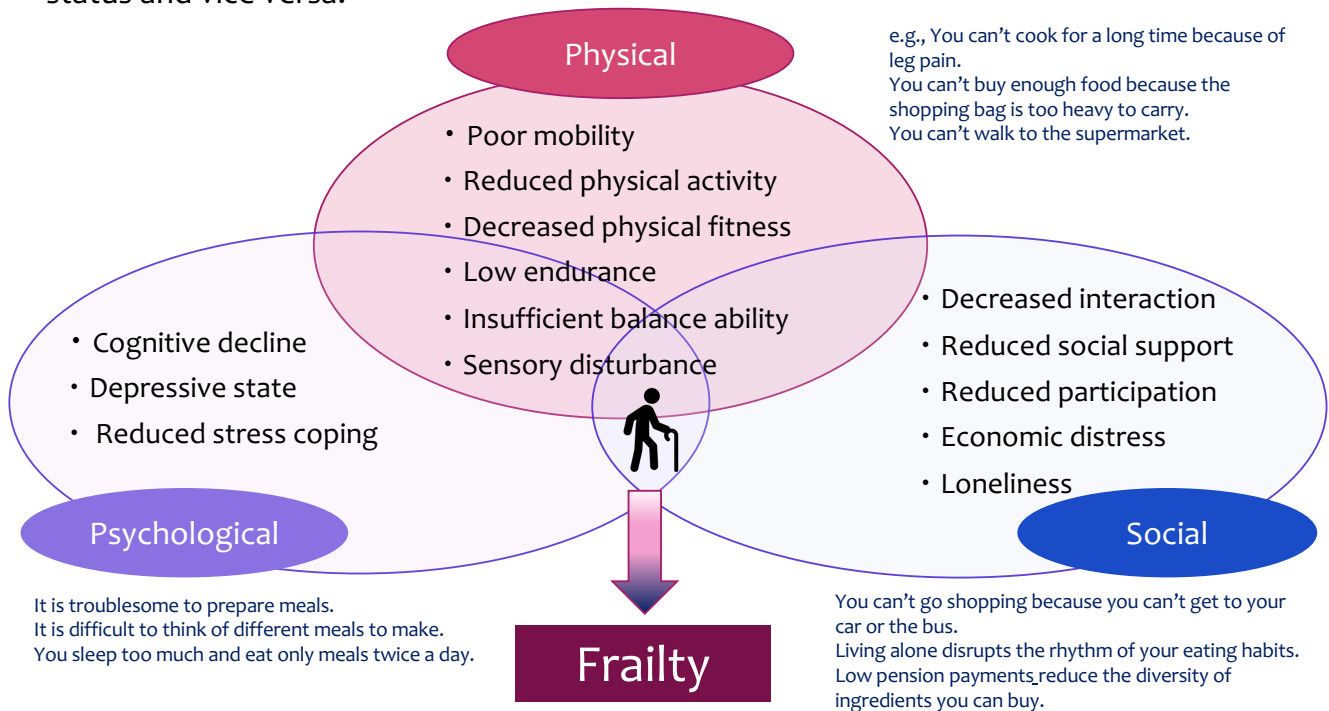 status and vice versa.
Physical
e.g., You can't cook for a long time because of
leg pain.
You can't buy enough food because the
shopping bag is too heavy to carry.
You can't walk to the supermarket.
・ Poor mobility
・ Reduced physical activity
・ Decreased physical fitness
・ Low endurance
・ Insufficient balance ability
・ Sensory disturbance
・ Cognitive decline
・ Depressive state
・ Reduced stress coping
・ Decreased interaction
・ Reduced social support
・ Reduced participation
・ Economic distress
・ Loneliness
Psychological
Social
It is troublesome to prepare meals.
It is difficult to think of different meals to make.
You sleep too much and eat only meals twice a day.
Frailty
You can't go shopping because you can't get to your
car or the bus.
Living alone disrupts the rhythm of your eating habits.
Low pension payments reduce the diversity of
ingredients you can buy.